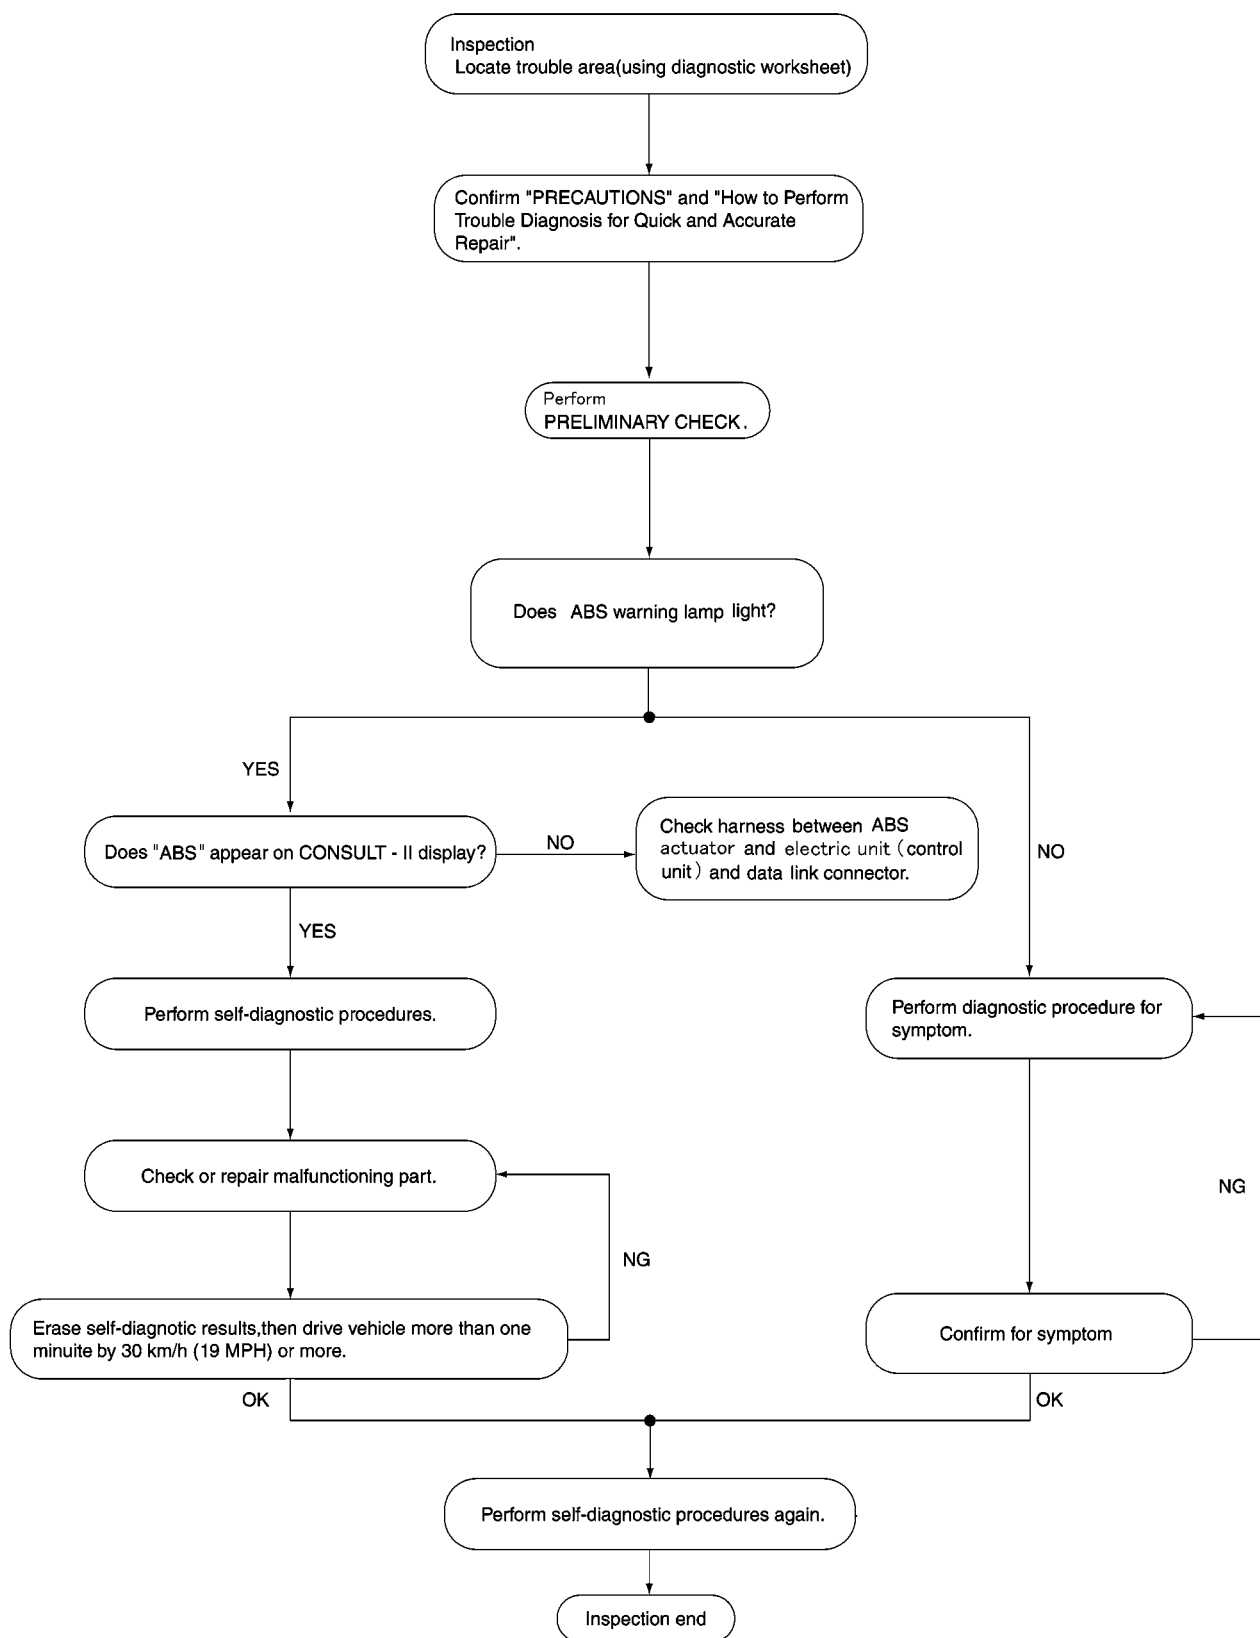 Inspection
Locate trouble area(using diagnostic worksheet)
Confirm "PRECAUTIONS" and "How to Perform
Trouble Diagnosis for Quick and Accurate
Repair".
Perform
PRELIMINARY CHECK.
Does ABS warning lamp light?
YES
Does "ABS" appear on CONSULT - II display?
NO
Check harness between ABS
actuator and electric unit (control
unit) and data link connector.
NO
YES
Perform self-diagnostic procedures.
Perform diagnostic procedure for
symptom.
Check or repair malfunctioning part.
NG
NG
Erase self-diagnotic results,then drive vehicle more than one
minuite by 30 km/h (19 MPH) or more.
Confirm for symptom
OK
OK
Perform self-diagnostic procedures again.
Inspection end